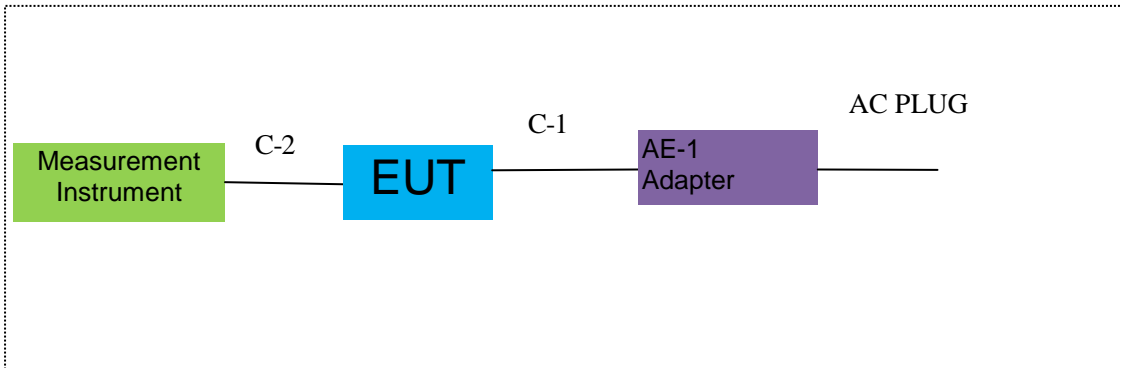 AC PLUG
C-1
C-2
AE-1
Adapter
Measurement
Instrument
EUT